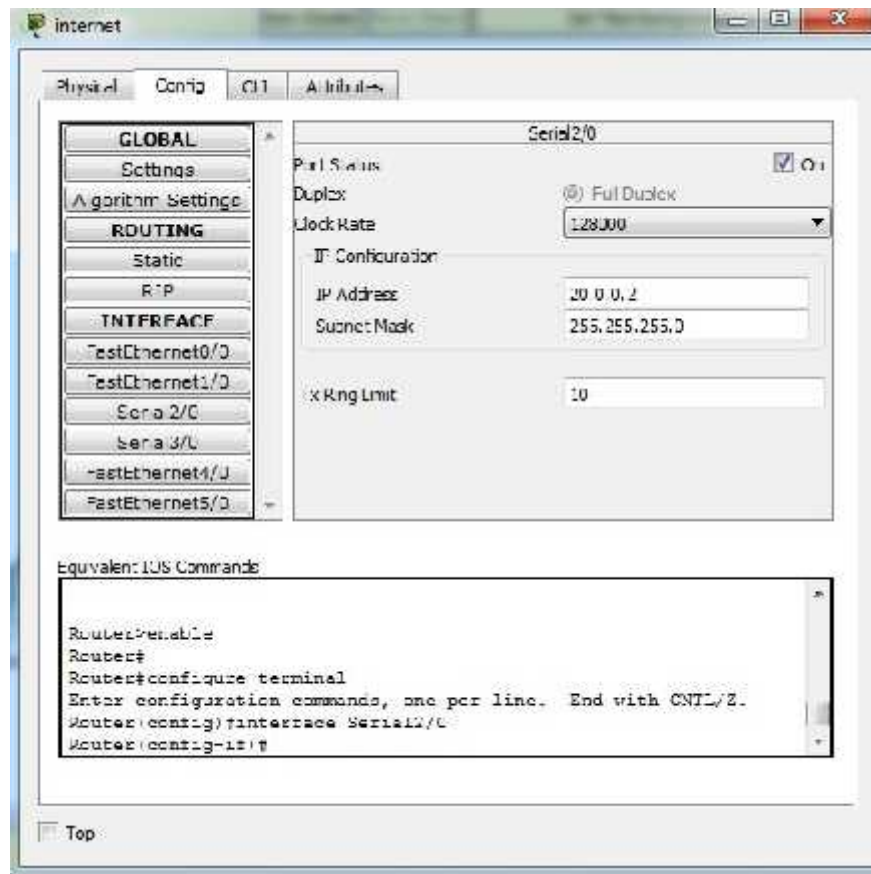 internet
Physical Config CLI Attributes
GLOBAL
Settings
Algorithm Settings
ROUTING
Static
RIP
INTERFACE
FastEthernet0/0
FastEthernet1/0
Serial2/0
Serial3/0
FastEthernet4/0
FastEthernet5/0
Serial2/0
Port Status On
Duplex Full Duplex
Clock Rate 128000
IP Configuration
IP Address 20.0.0.2
Subnet Mask 255.255.255.0
Tx Ring Limit 10
Equivalent IOS Commands
Router>enable
Router#
Router#configure terminal
Enter configuration commands, one per line. End with CNTL/Z.
Router(config)#interface Serial2/0
Router(config-if)#
Top